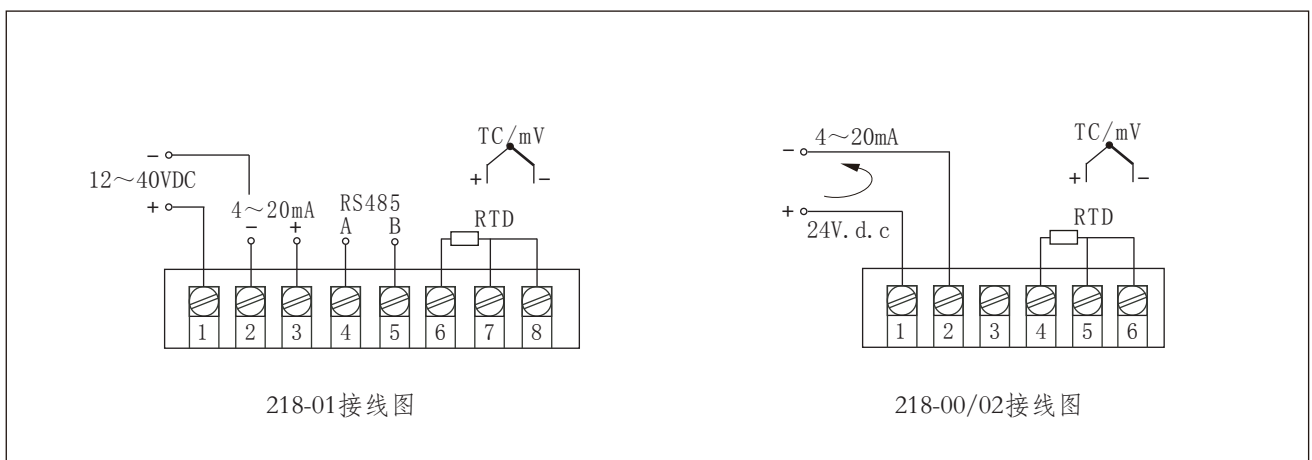 TC/mV
+ −
−
12～40VDC
+
4～20mA
− +
RS485
A B
RTD
1 2 3 4 5 6 7 8
218-01接线图
TC/mV
+ −
4～20mA
−
+
24V.d.c
RTD
1 2 3 4 5 6
218-00/02接线图